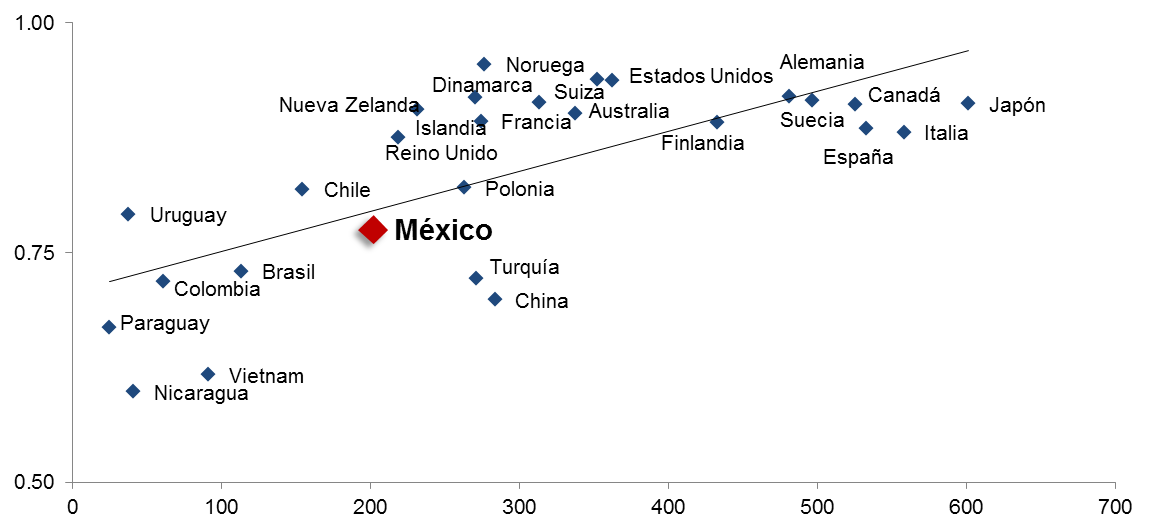 1.00
Alemania
Noruega
Estados Unidos
Dinamarca
Suiza
Canadá
Nueva Zelanda
Japón
Australia
Suecia
Islandia
Francia
Italia
Finlandia
Reino Unido
España
Chile
Polonia
Uruguay
México
0.75
Turquía
Brasil
Colombia
China
Paraguay
Vietnam
Nicaragua
0.50
0 100 200 300 400 500 600 700